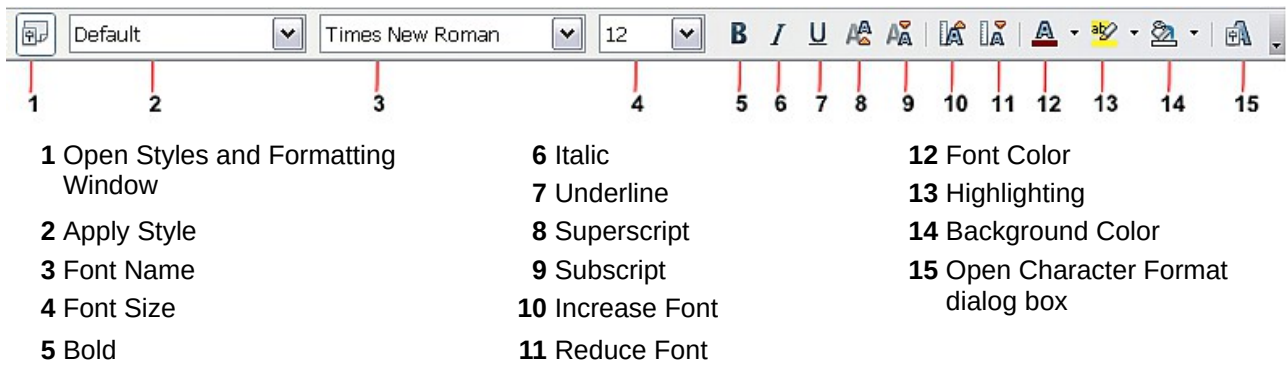 Default Times New Roman 12 B I U A A A A A ab A
1 2 3 4 5 6 7 8 9 10 11 12 13 14 15
1 Open Styles and Formatting
Window
2 Apply Style
3 Font Name
4 Font Size
5 Bold
6 Italic
7 Underline
8 Superscript
9 Subscript
10 Increase Font
11 Reduce Font
12 Font Color
13 Highlighting
14 Background Color
15 Open Character Format
dialog box